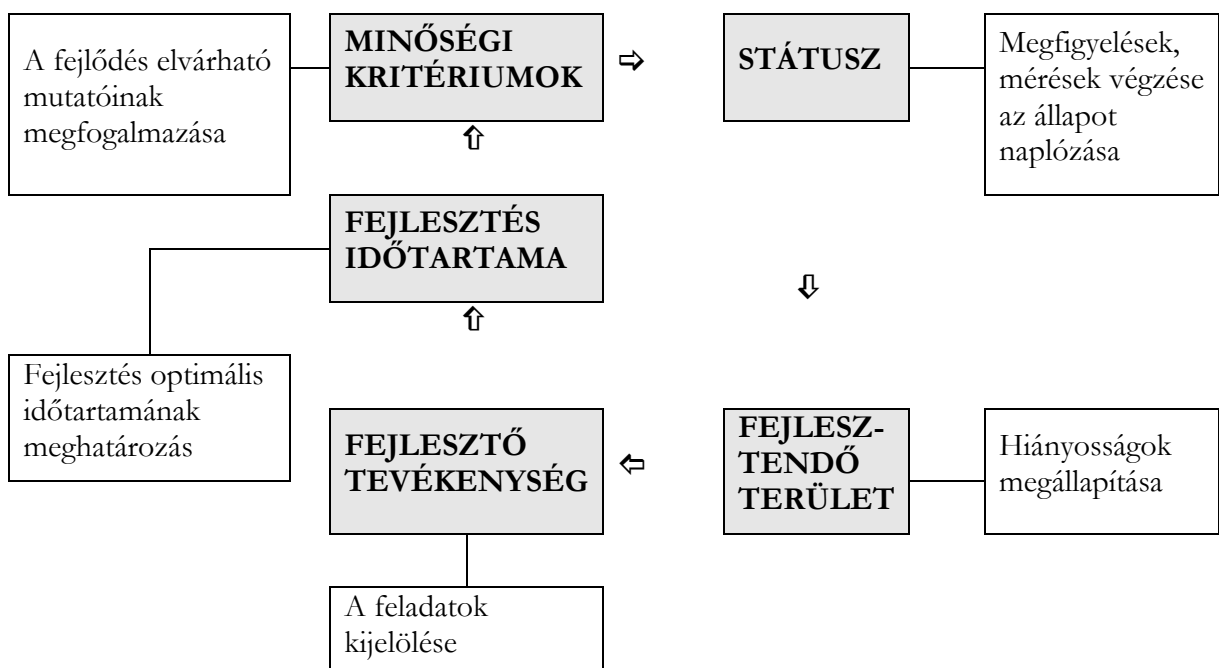 A fejlődés elvárható
mutatóinak
megfogalmazása
MINŐSÉGI
KRITÉRIUMOK
STÁTUSZ
Megfigyelések,
mérések végzése
az állapot
naplózása
FEJLESZTÉS
IDŐTARTAMA
Fejlesztés optimális
időtartamának
meghatározás
FEJLESZTŐ
TEVÉKENYSÉG
FEJLESZ-
TENDŐ
TERÜLET
Hiányosságok
megállapítása
A feladatok
kijelölése